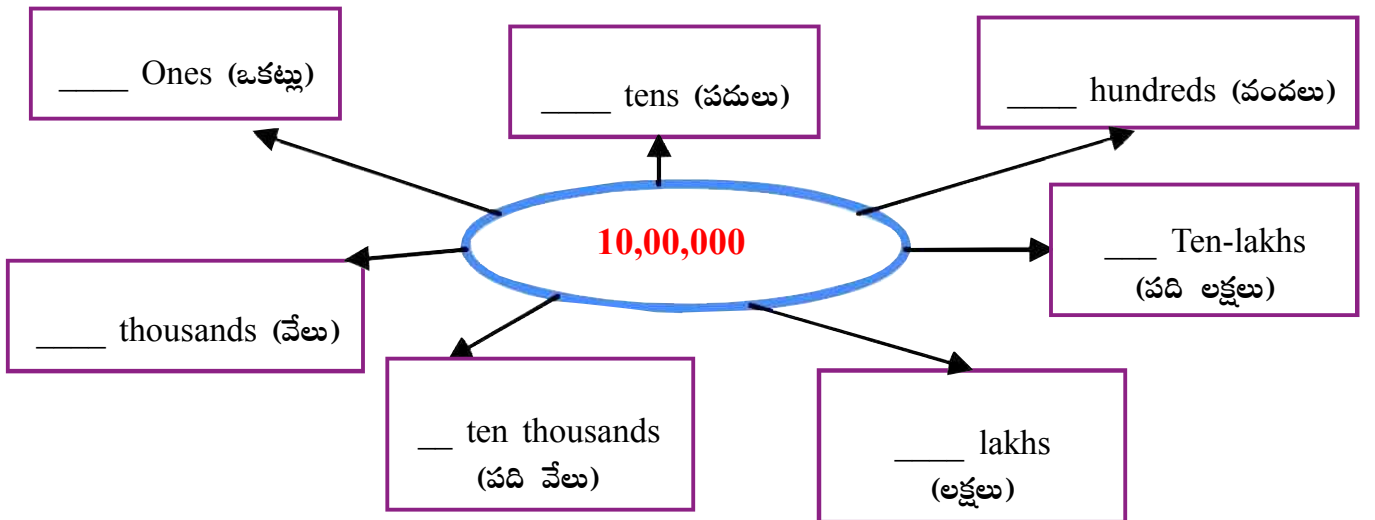 ____ Ones (ఒకట్లు)
____ tens (పదులు)
____ hundreds (వందలు)
10,00,000
___ Ten-lakhs
(పది లక్షలు)
____ thousands (వేలు)
__ ten thousands
(పది వేలు)
____ lakhs
(లక్షలు)